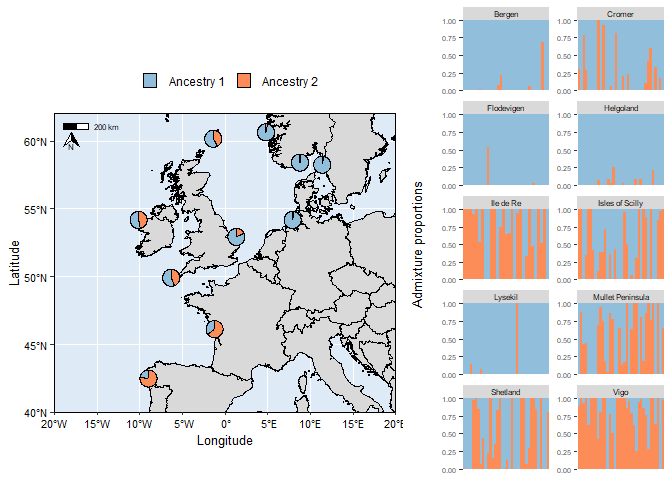 Ancestry 1 Ancestry 2
200 km
N
60°N
55°N
50°N
45°N
40°N
20°W 15°W 10°W 5°W 0° 5°E 10°E 15°E 20°E
Longitude
Latitude
Admixture proportions
Bergen Cromer
1.00 1.00
0.75 0.75
0.50 0.50
0.25 0.25
0.00 0.00
Flodevigen Helgoland
1.00 1.00
0.75 0.75
0.50 0.50
0.25 0.25
0.00 0.00
Ile de Re Isles of Scilly
1.00 1.00
0.75 0.75
0.50 0.50
0.25 0.25
0.00 0.00
Lysekil Mullet Peninsula
1.00 1.00
0.75 0.75
0.50 0.50
0.25 0.25
0.00 0.00
Shetland Vigo
1.00 1.00
0.75 0.75
0.50 0.50
0.25 0.25
0.00 0.00